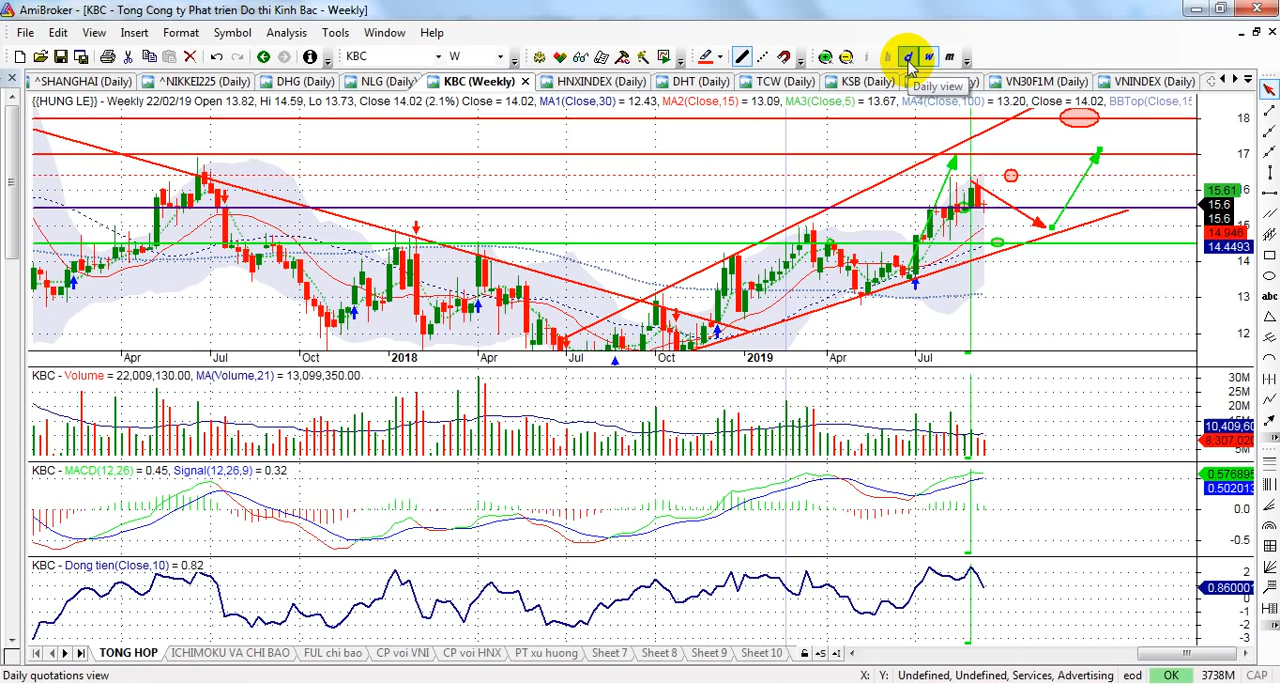 AmiBroker - [KBC - Tong Cong ty Phat trien Do thi Kinh Bac - Weekly]
File Edit View Insert Format Symbol Analysis Tools Window Help
KBC W h d w m
^SHANGHAI (Daily) ^NIKKEI225 (Daily) DHG (Daily) NLG (Daily) KBC (Weekly) HNXINDEX (Daily) DHT (Daily) TCW (Daily) KSB (Daily) VN30F1M (Daily) VNINDEX (Daily)
Daily view
{{HUNG LE}} - Weekly 22/02/19 Open 13.82, Hi 14.59, Lo 13.73, Close 14.02 (2.1%) Close = 14.02, MA1(Close,30) = 12.43, MA2(Close,15) = 13.09, MA3(Close,5) = 13.67, MA4(Close,100) = 13.20, Close = 14.02, BBTop(Close,15
18
17
16
15.61
15.6
15.6
15
14.946
14.4493
14
13
12
Apr Jul Oct 2018 Apr Jul Oct 2019 Apr Jul
KBC - Volume = 22,009,130.00, MA(Volume,21) = 13,099,350.00
30M
25M
20M
15M
10,409,60
8,307,020
5M
KBC - MACD(12,26) = 0.45, Signal(12,26,9) = 0.32
0.576895
0.502013
0.0
-0.5
KBC - Dong tien(Close,10) = 0.82
2
0.860001
0
-1
-2
-3
TONG HOP ICHIMOKU VA CHI BAO FUL chi bao CP voi VNI CP voi HNX PT xu huong Sheet 7 Sheet 8 Sheet 9 Sheet 10
Daily quotations view X: Y: Undefined, Undefined, Services, Advertising eod OK 3738M CAP